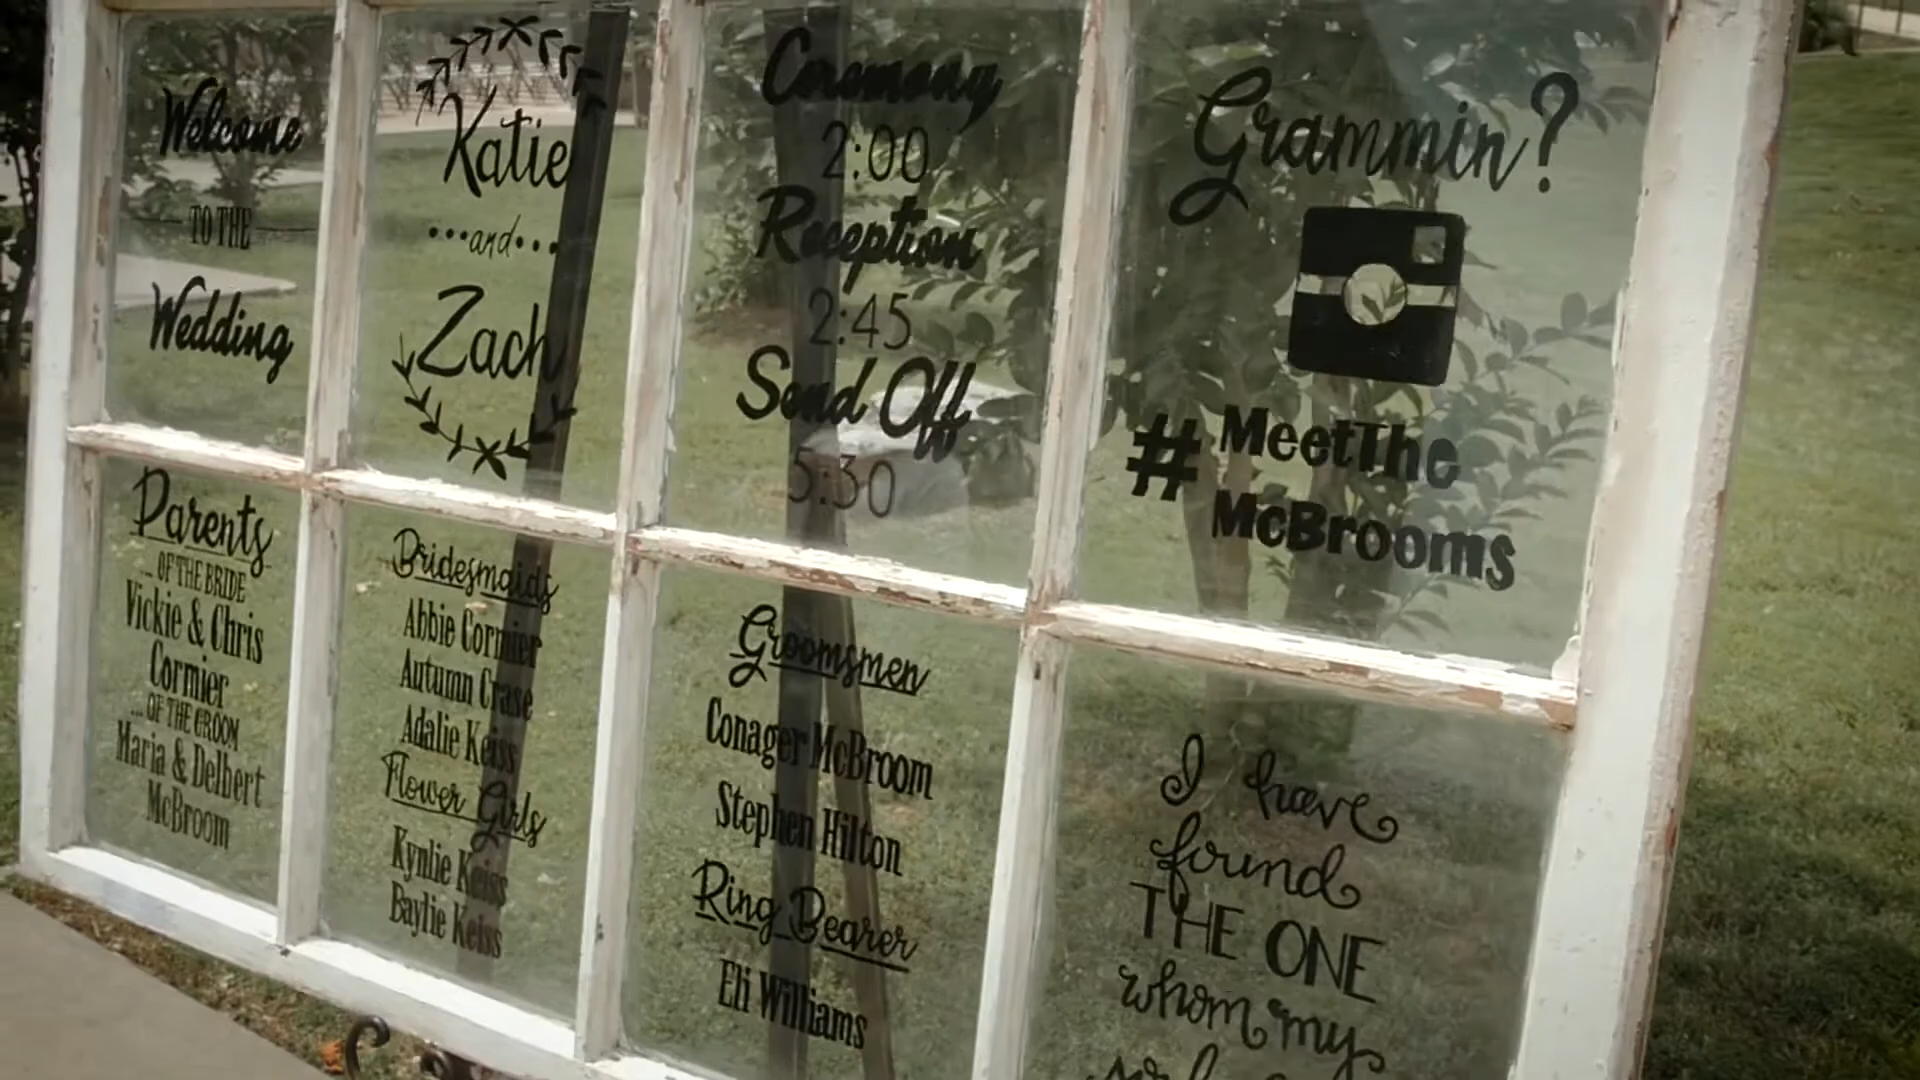 Welcome
TO THE
Wedding
Katie
...and...
Zach
Ceremony
2:00
Reception
2:45
Send Off
5:30
Grammin?
#MeetThe
McBrooms
Parents
...OF THE BRIDE
Vickie & Chris
Cormier
...OF THE GROOM
Maria & Delbert
McBroom
Bridesmaids
Abbie Cormier
Autumn Crase
Adalie Keiss
Flower Girls
Kynlie Keiss
Baylie Keiss
Groomsmen
Conager McBroom
Stephen Hilton
Ring Bearer
Eli Williams
I have
found
THE ONE
whom my